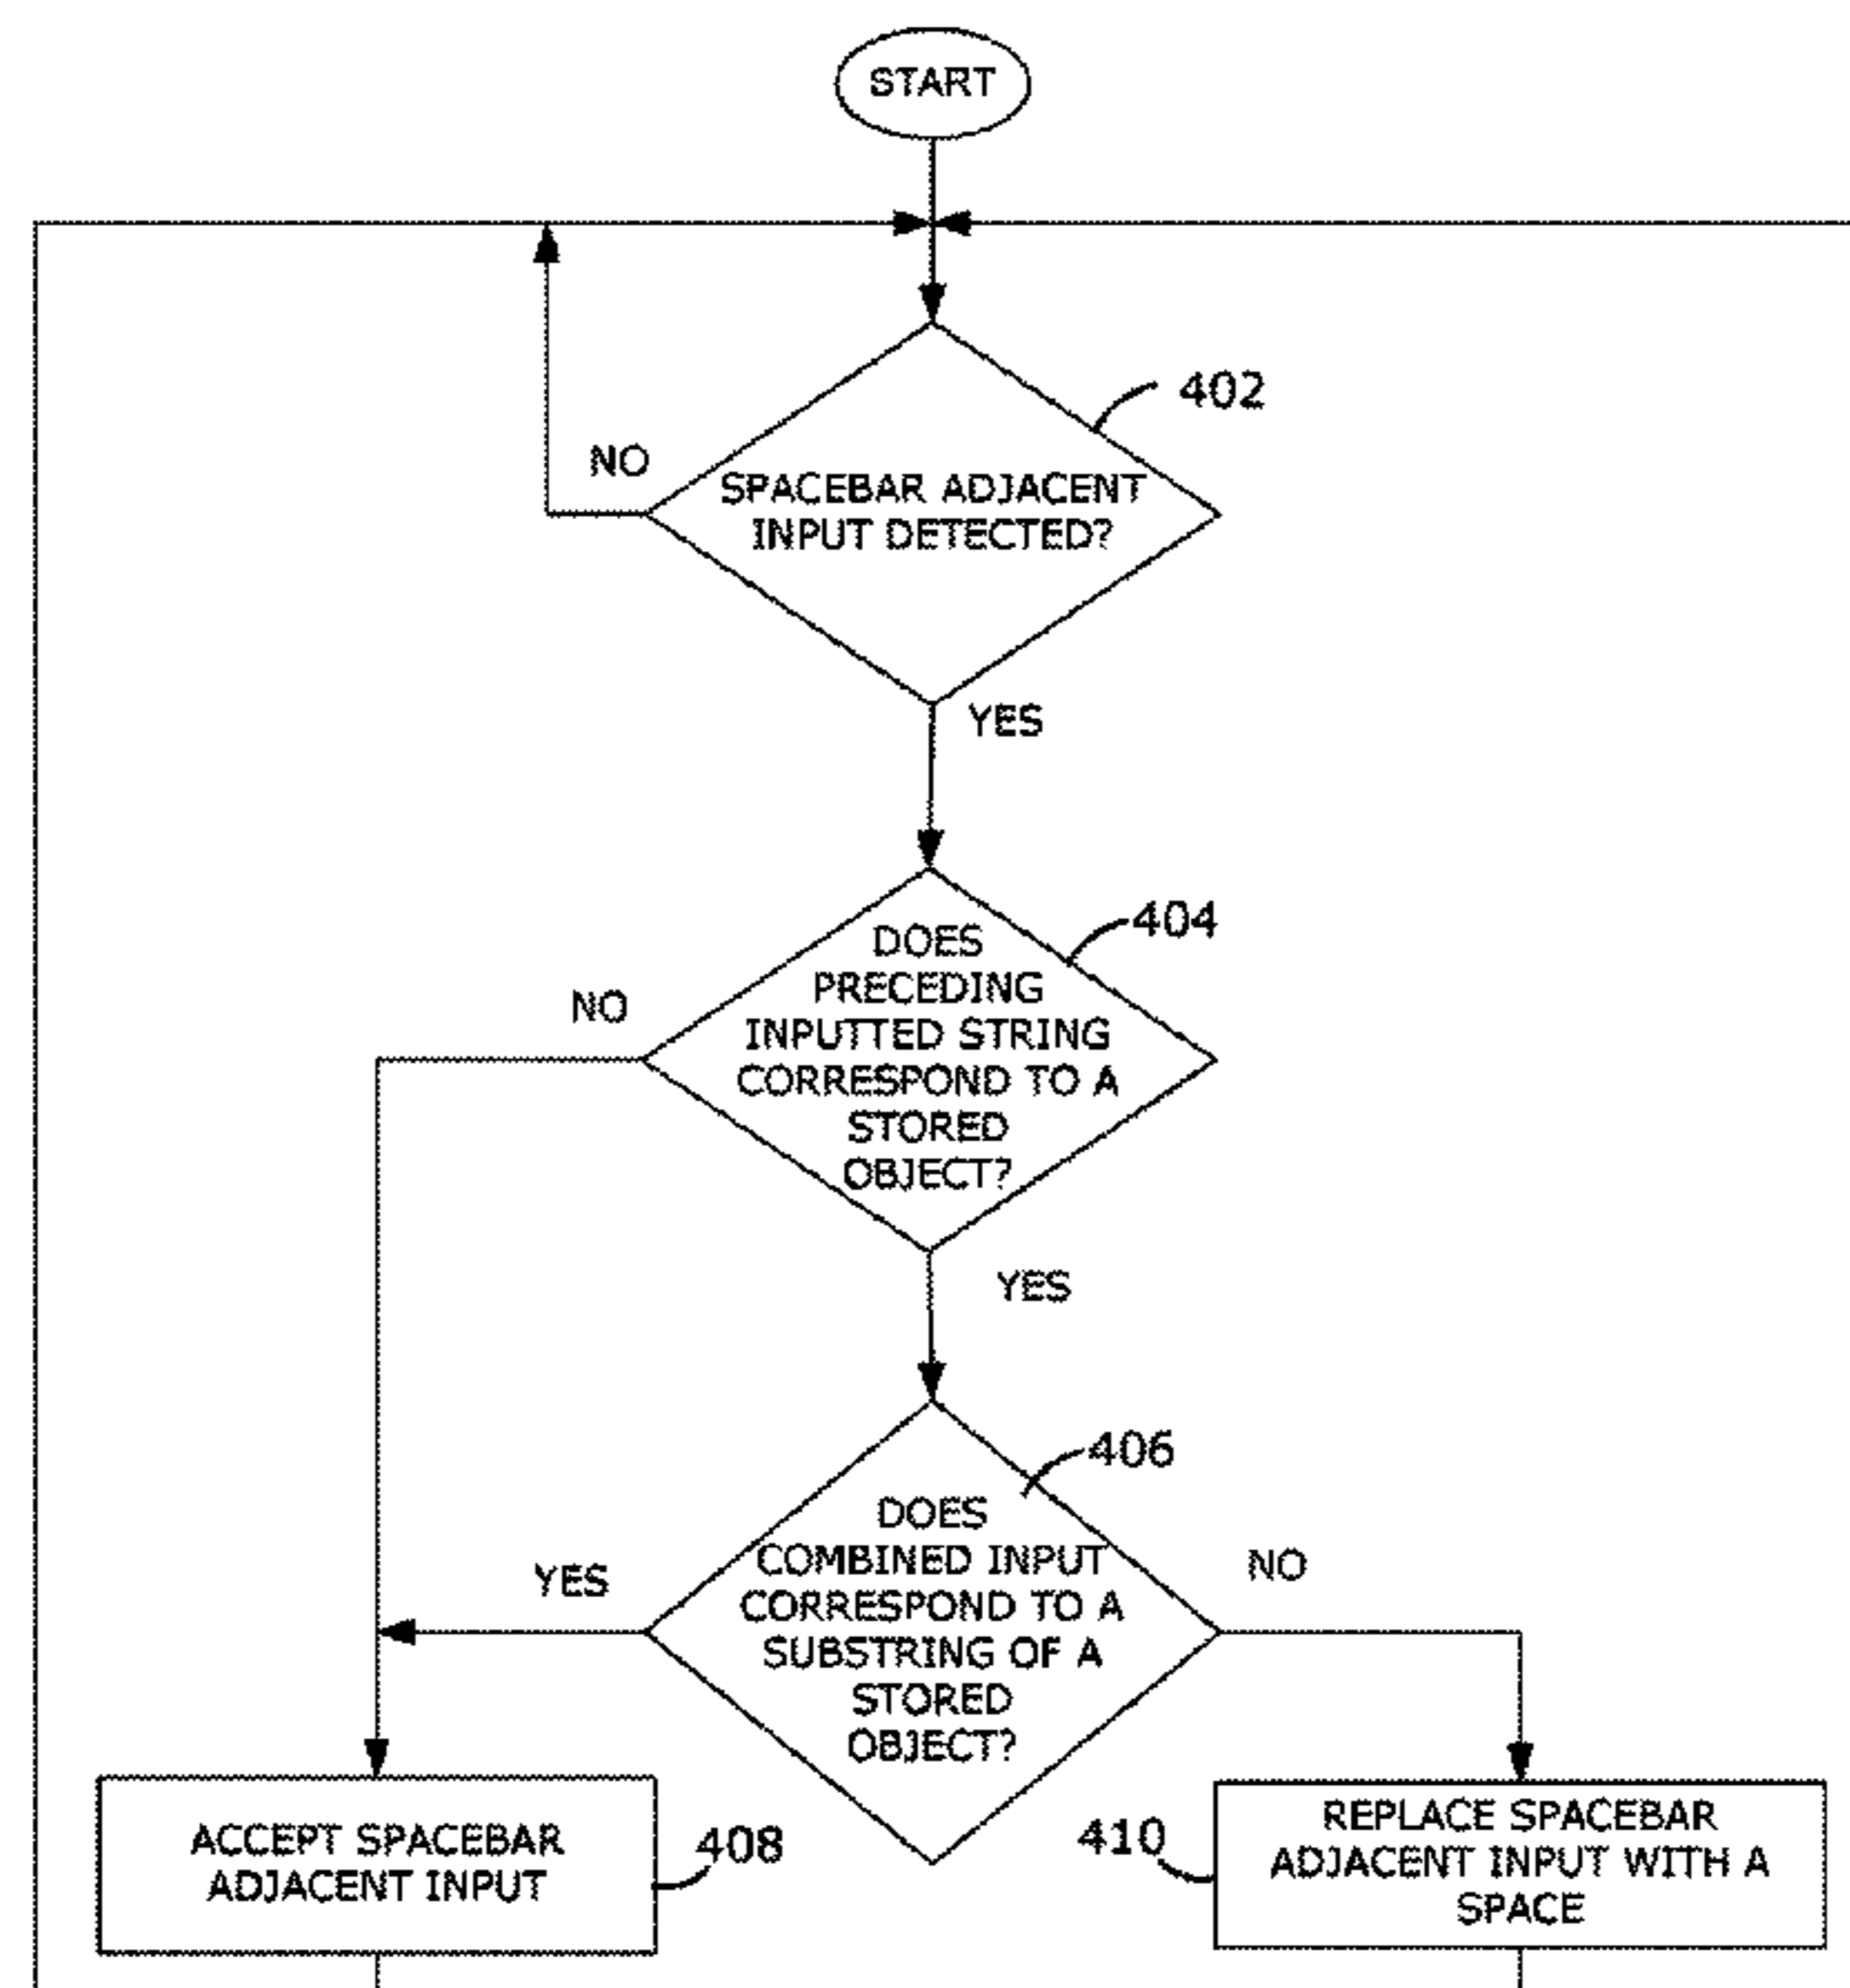 START
402
NO
SPACEBAR ADJACENT
INPUT DETECTED?
YES
404
DOES
PRECEDING
INPUTTED STRING
CORRESPOND TO A
STORED
OBJECT?
NO
YES
406
DOES
COMBINED INPUT
CORRESPOND TO A
SUBSTRING OF A
STORED
OBJECT?
YES
NO
ACCEPT SPACEBAR
ADJACENT INPUT
408
410
REPLACE SPACEBAR
ADJACENT INPUT WITH A
SPACE